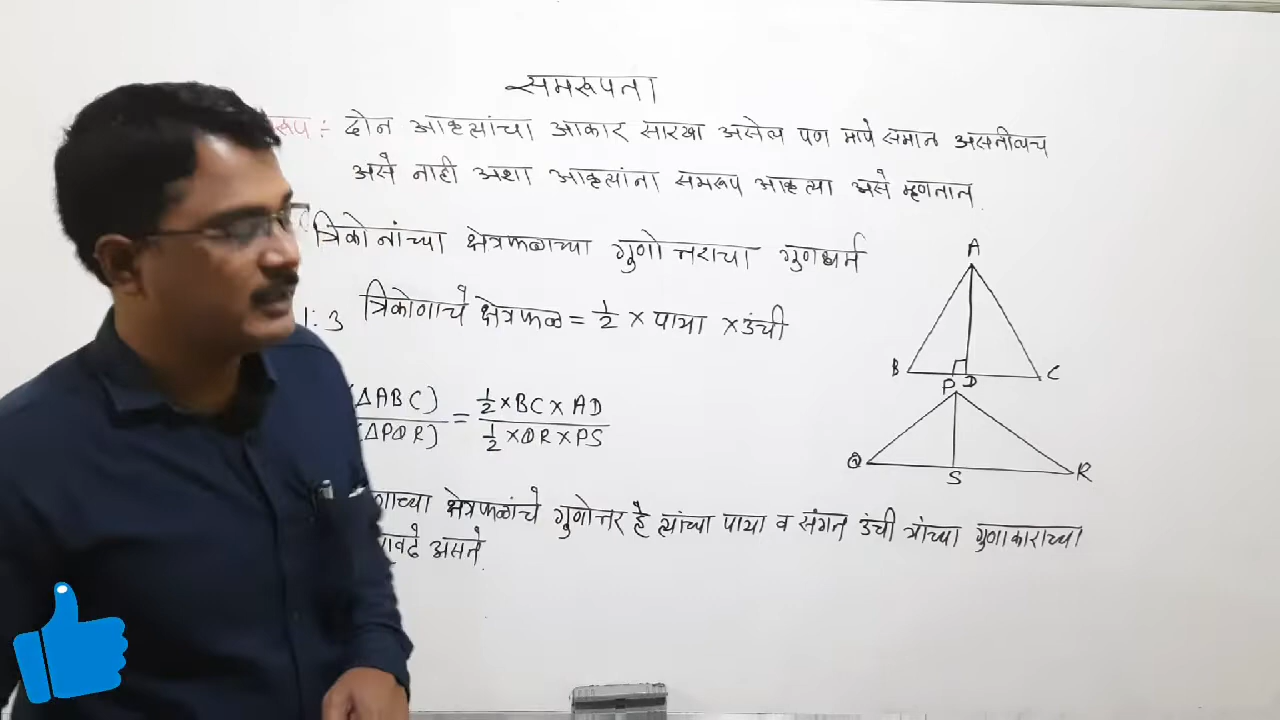 समरूपता
रूप :- दोन आकृत्यांचा आकार सारखा असेल पण मापे समान असतीलच
असे नाही अशा आकृत्यांना समरूप आकृत्या असे म्हणतात.
त्रिकोनांच्या क्षेत्रफळाच्या गुणोत्तराचा गुणधर्म
त्रिकोणाचे क्षेत्रफळ = 1/2 × पाया × उंची
(ΔABC) / (ΔPQR) = 1/2 × BC × AD / 1/2 × QR × PS
क्षेत्रफळांचे गुणोत्तर हे त्यांच्या पाया व संगत उंची यांच्या गुणाकाराच्या
असते.
A
B
D
C
P
Q
S
R